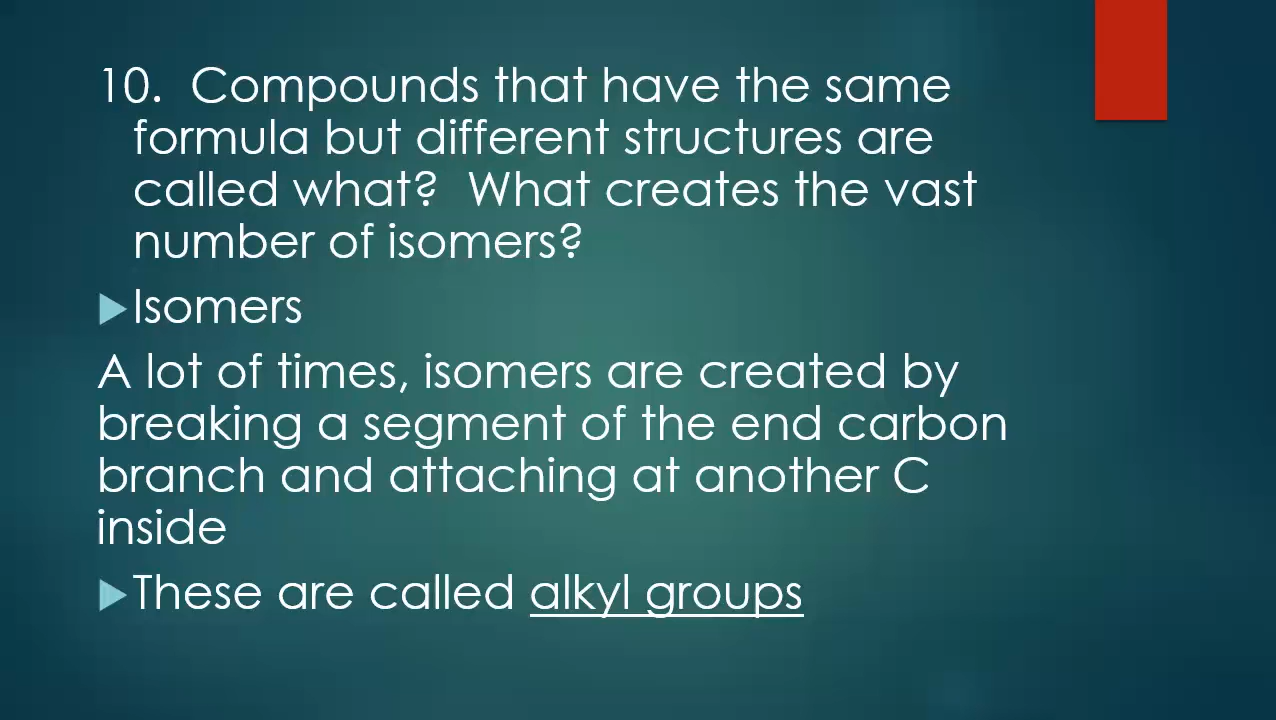 10.  Compounds that have the same
formula but different structures are
called what?  What creates the vast
number of isomers?
Isomers
A lot of times, isomers are created by
breaking a segment of the end carbon
branch and attaching at another C
inside
These are called alkyl groups